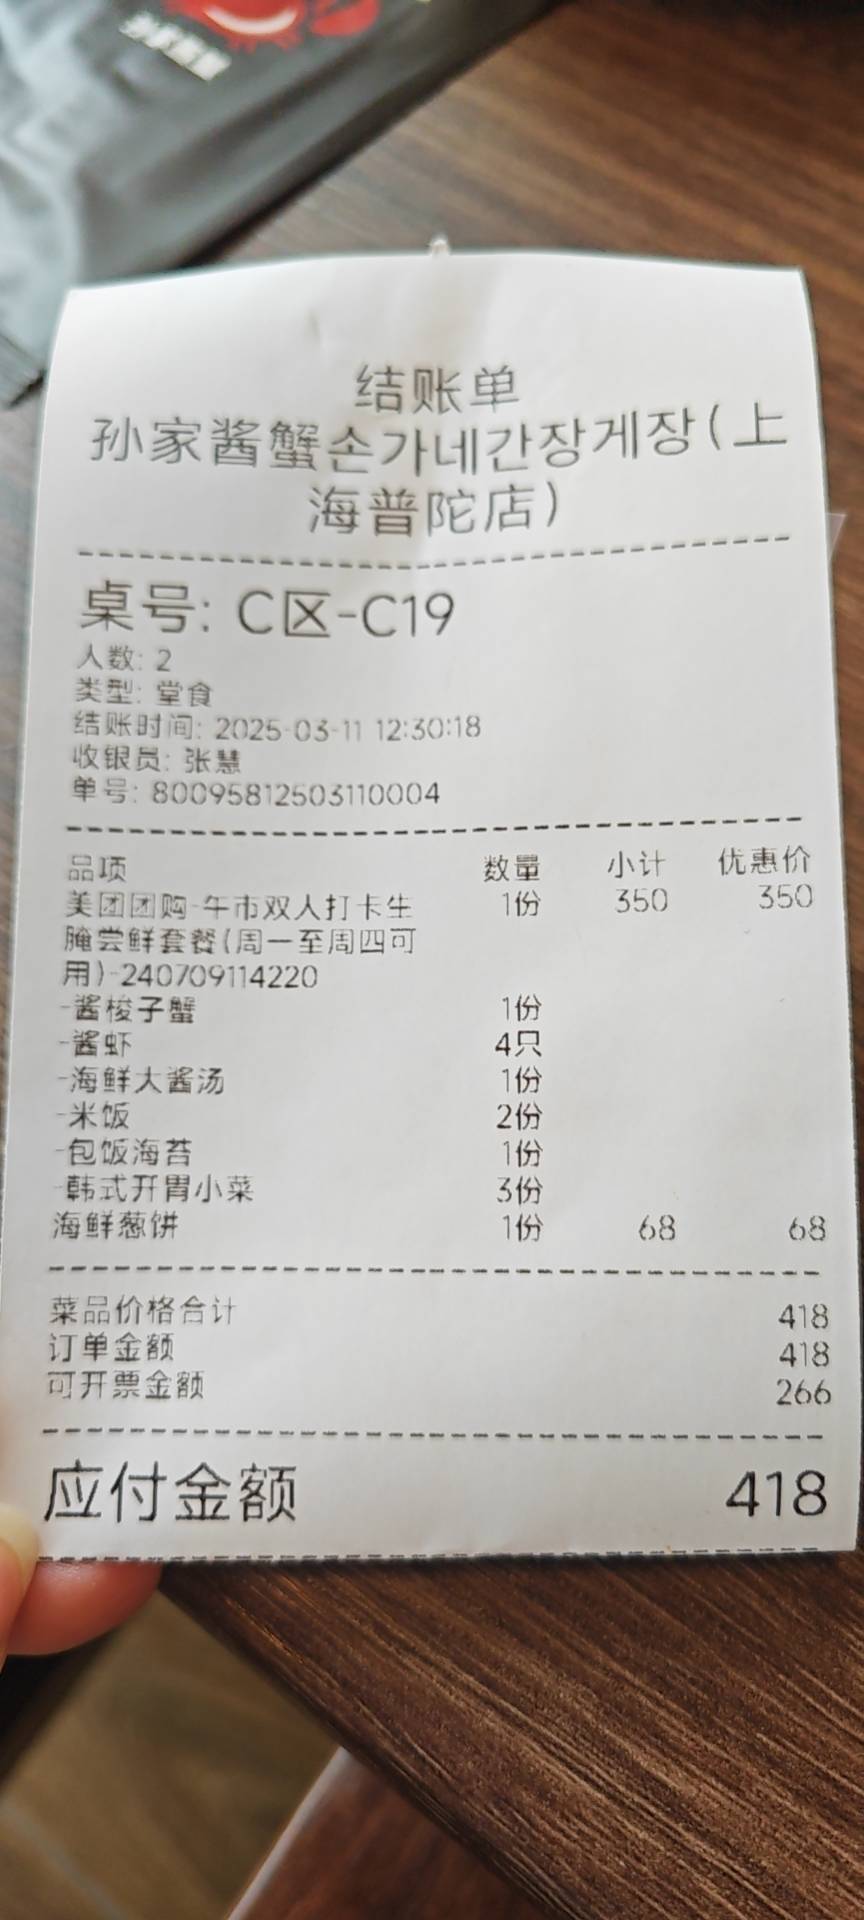 结账单
孙家酱蟹손가네간장게장(上
海普陀店)
桌号: C区-C19
人数: 2
类型: 堂食
结账时间: 2025-03-11 12:30:18
收银员: 张慧
单号: 80095812503110004
品项 数量 小计 优惠价
美团团购-午市双人打卡生 1份 350 350
腌尝鲜套餐(周一至周四可
用)-240709114220
-酱梭子蟹 1份
-酱虾 4只
-海鲜大酱汤 1份
-米饭 2份
-包饭海苔 1份
-韩式开胃小菜 3份
海鲜葱饼 1份 68 68
菜品价格合计 418
订单金额 418
可开票金额 266
应付金额 418